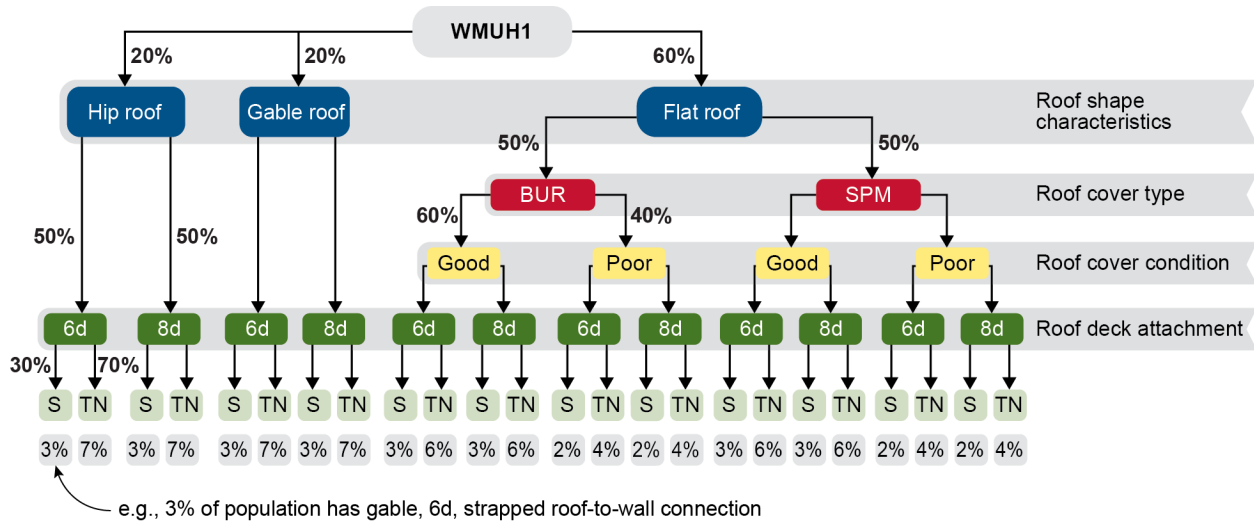 WMUH1
20% 20% 60%
Hip roof Gable roof Flat roof Roof shape
characteristics
50% 50%
BUR SPM Roof cover type
60% 40%
50% 50%
Good Poor Good Poor Roof cover condition
6d 8d 6d 8d 6d 8d 6d 8d 6d 8d 6d 8d Roof deck attachment
30% 70%
S TN S TN S TN S TN S TN S TN S TN S TN S TN S TN S TN S TN
3% 7% 3% 7% 3% 7% 3% 7% 3% 6% 3% 6% 2% 4% 2% 4% 3% 6% 3% 6% 2% 4% 2% 4%
e.g., 3% of population has gable, 6d, strapped roof-to-wall connection